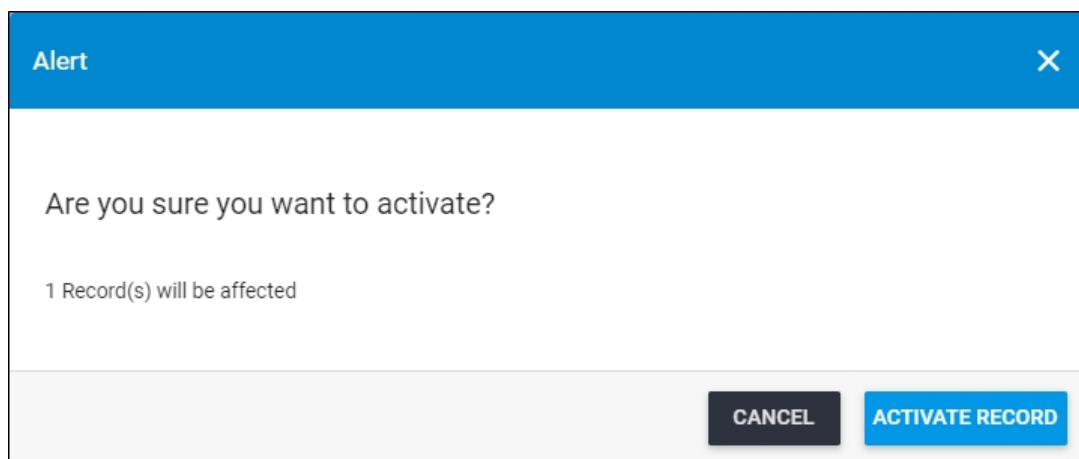 Alert
Are you sure you want to activate?
1 Record(s) will be affected
CANCEL
ACTIVATE RECORD